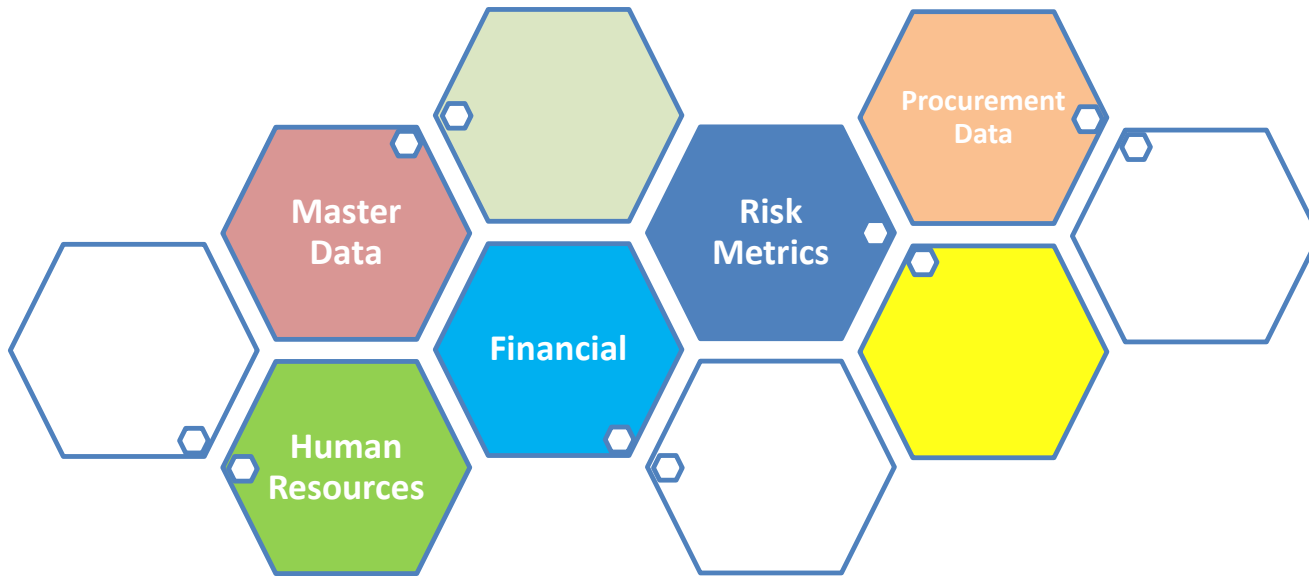 Procurement
Data
Master
Data
Risk
Metrics
Financial
Human
Resources